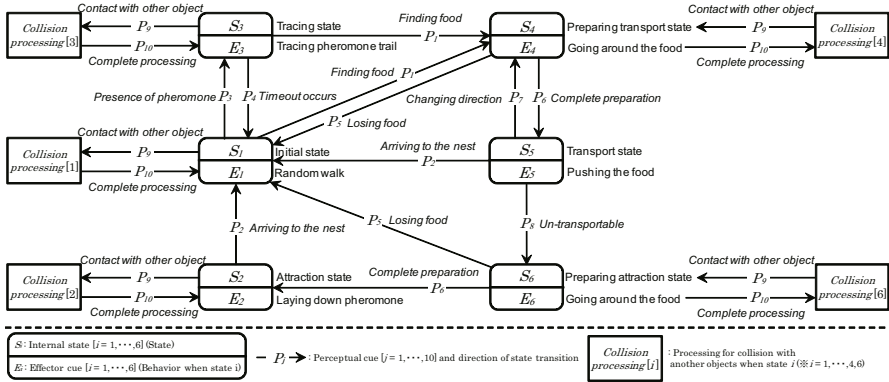 Contact with other object
Collision
processing[3]
P9
P10
Complete processing
S3
E3
Tracing state
Tracing pheromone trail
Finding food
P1
S4
E4
Preparing transport state
Going around the food
Contact with other object
P9
P10
Complete processing
Collision
processing[4]
Finding food P1
Presence of pheromone P3
P4 Timeout occurs
P5 Losing food
Changing direction P7
P6 Complete preparation
Contact with other object
Collision
processing[1]
P9
P10
Complete processing
S1
E1
Initial state
Random walk
Arriving to the nest
P2
S5
E5
Transport state
Pushing the food
P2 Arriving to the nest
P5 Losing food
P8 Un-transportable
Contact with other object
Collision
processing[2]
P9
P10
Complete processing
S2
E2
Attraction state
Laying down pheromone
Complete preparation
P6
S6
E6
Preparing attraction state
Going around the food
Contact with other object
P9
P10
Complete processing
Collision
processing[6]
Si : Internal state [i = 1,···,6] (State)
Ei : Effector cue [i = 1,···,6] (Behavior when state i)
Pj : Perceptual cue [j = 1,···,10] and direction of state transition
Collision
processing[i]
: Processing for collision with
another objects when state i (※i = 1,···,4,6)